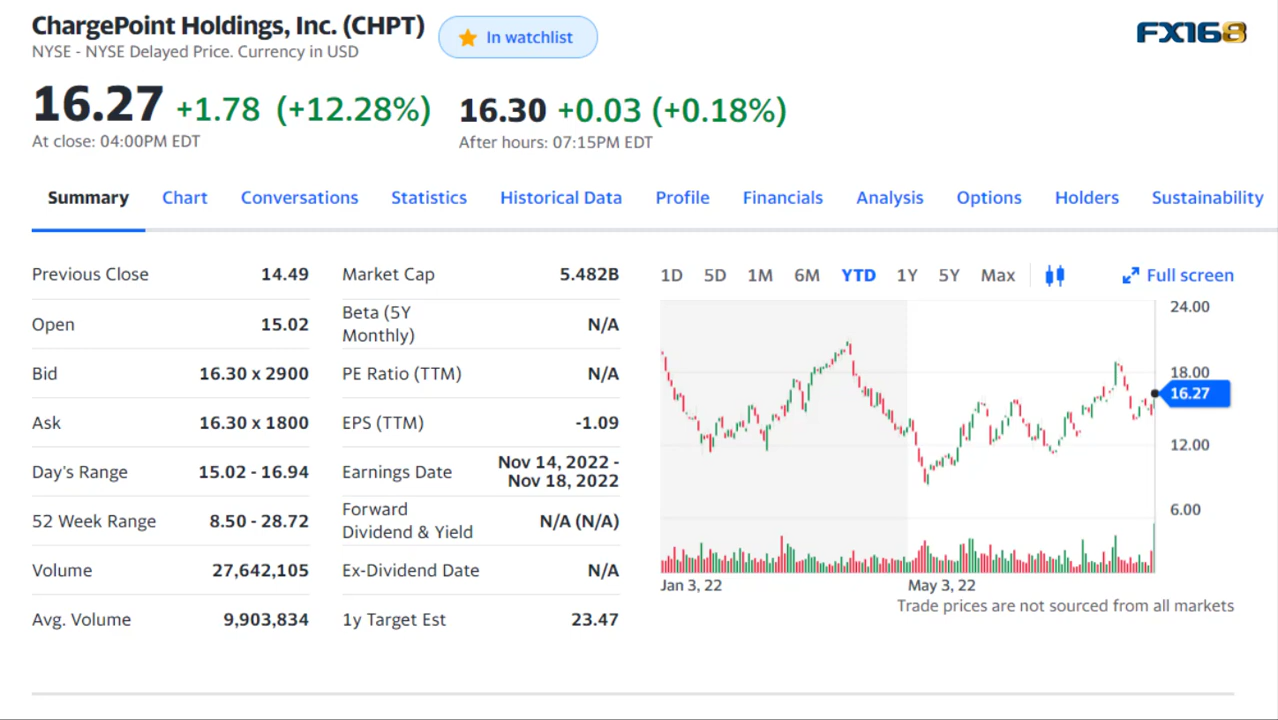 ChargePoint Holdings, Inc. (CHPT)
In watchlist
FX168
NYSE - NYSE Delayed Price. Currency in USD
16.27 +1.78 (+12.28%) 16.30 +0.03 (+0.18%)
At close: 04:00PM EDT
After hours: 07:15PM EDT
Summary Chart Conversations Statistics Historical Data Profile Financials Analysis Options Holders Sustainability
Previous Close 14.49
Open 15.02
Bid 16.30 x 2900
Ask 16.30 x 1800
Day's Range 15.02 - 16.94
52 Week Range 8.50 - 28.72
Volume 27,642,105
Avg. Volume 9,903,834
Market Cap 5.482B
Beta (5Y
Monthly) N/A
PE Ratio (TTM) N/A
EPS (TTM) -1.09
Earnings Date Nov 14, 2022 -
Nov 18, 2022
Forward
Dividend & Yield N/A (N/A)
Ex-Dividend Date N/A
1y Target Est 23.47
1D 5D 1M 6M YTD 1Y 5Y Max Full screen
24.00
18.00
16.27
12.00
6.00
Jan 3, 22 May 3, 22
Trade prices are not sourced from all markets